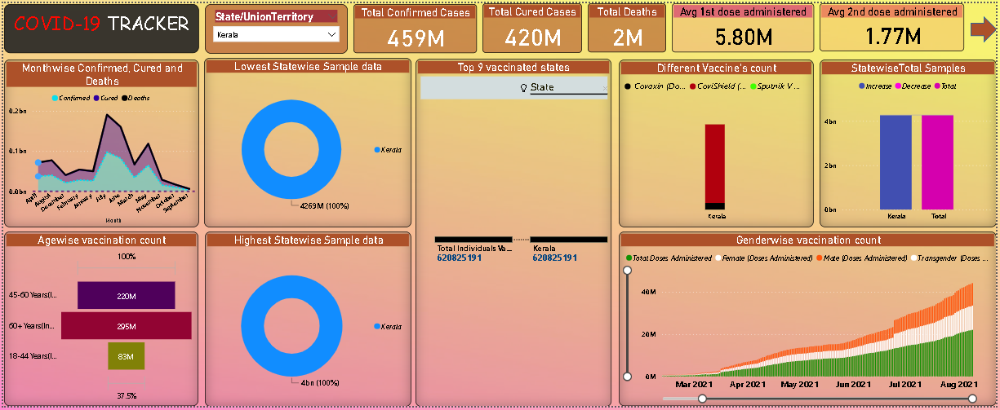 COVID-19 TRACKER
State/UnionTerritory
Kerala
Total Confirmed Cases
459M
Total Cured Cases
420M
Total Deaths
2M
Avg 1st dose administered
5.80M
Avg 2nd dose administered
1.77M
Monthwise Confirmed, Cured and
Deaths
Confirmed Cured Deaths
0.2bn
0.1bn
0.0bn
April August December February January July June March May November October September
Month
Lowest Statewise Sample data
Kerala
4269M (100%)
Top 9 vaccinated states
State
Total Individuals Va...
620825191
Kerala
620825191
Different Vaccine's count
Covaxin (Do... CoviShield (... Sputnik V ...
Kerala
StatewiseTotal Samples
Increase Decrease Total
4bn
2bn
0bn
Kerala Total
Agewise vaccination count
100%
45-60 Years(I... 220M
60+ Years(In... 295M
18-44 Years(I... 83M
37.5%
Highest Statewise Sample data
Kerala
4bn (100%)
Genderwise vaccination count
Total Doses Administered Female (Doses Administered) Male (Doses Administered) Transgender (Doses ...
40M
20M
0M
Mar 2021 Apr 2021 May 2021 Jun 2021 Jul 2021 Aug 2021